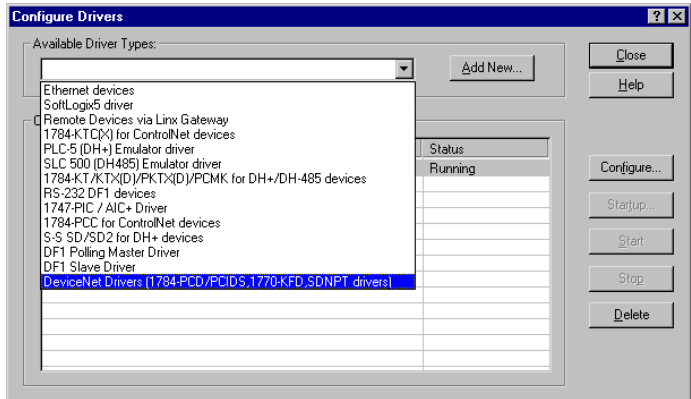 Configure Drivers
Available Driver Types:
Close
Add New...
Help
Ethernet devices
SoftLogix5 driver
Remote Devices via Linx Gateway
1784-KTC(X) for ControlNet devices
PLC-5 (DH+) Emulator driver
SLC 500 (DH485) Emulator driver
1784-KT/KTX(D)/PKTX(D)/PCMK for DH+/DH-485 devices
RS-232 DF1 devices
1747-PIC / AIC+ Driver
1784-PCC for ControlNet devices
S-S SD/SD2 for DH+ devices
DF1 Polling Master Driver
DF1 Slave Driver
DeviceNet Drivers (1784-PCD/PCIDS,1770-KFD,SDNPT drivers)
Status
Running
Configure...
Startup...
Start
Stop
Delete